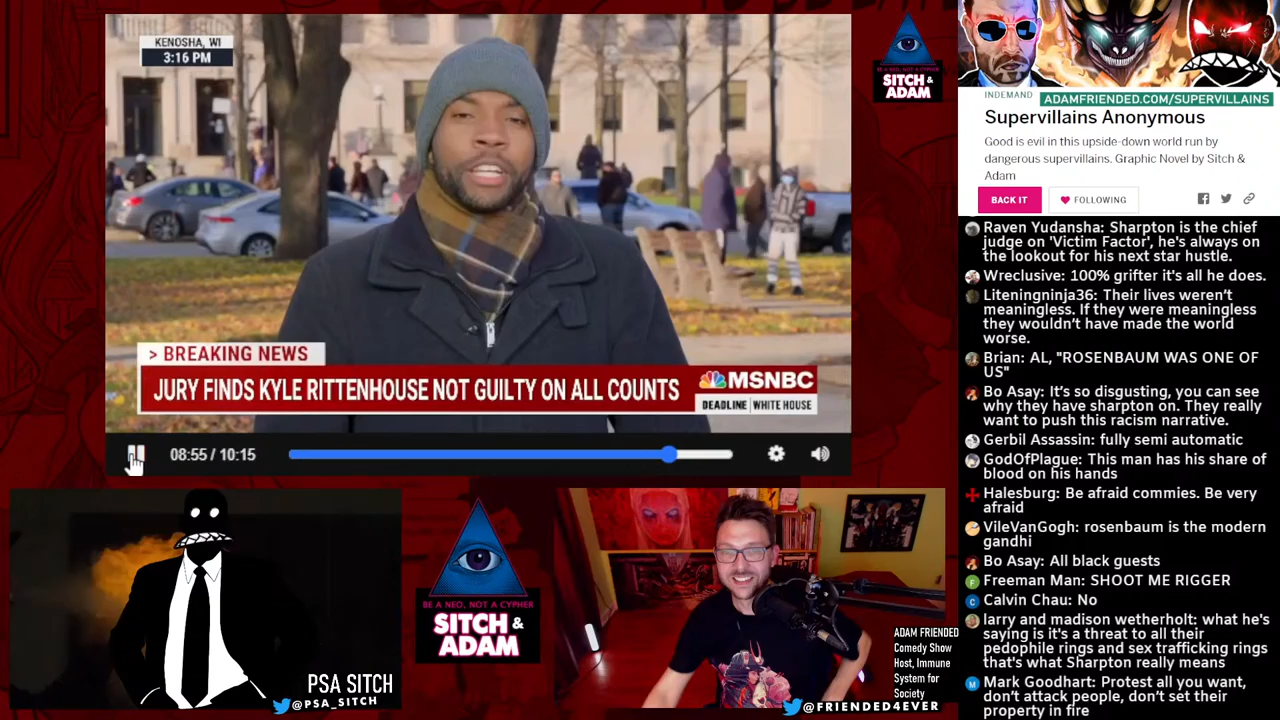 KENOSHA, WI
3:16 PM
> BREAKING NEWS
JURY FINDS KYLE RITTENHOUSE NOT GUILTY ON ALL COUNTS
MSNBC
DEADLINE WHITE HOUSE
08:55 / 10:15
BE A NEO, NOT A CYPHER
SITCH &
ADAM
INDEMAND
ADAMFRIENDED.COM/SUPERVILLAINS
Supervillains Anonymous
Good is evil in this upside-down world run by
dangerous supervillains. Graphic Novel by Sitch &
Adam
BACK IT
FOLLOWING
Raven Yudansha: Sharpton is the chief
judge on 'Victim Factor', he's always on
the lookout for his next star hustle.
Wreclusive: 100% grifter it's all he does.
Liteningninja36: Their lives weren't
meaningless. If they were meaningless
they wouldn't have made the world
worse.
Brian: AL, "ROSENBAUM WAS ONE OF
US"
Bo Asay: It's so disgusting, you can see
why they have sharpton on. They really
want to push this racism narrative.
Gerbil Assassin: fully semi automatic
GodOfPlague: This man has his share of
blood on his hands
Halesburg: Be afraid commies. Be very
afraid
VileVanGogh: rosenbaum is the modern
gandhi
Bo Asay: All black guests
Freeman Man: SHOOT ME RIGGER
Calvin Chau: No
larry and madison wetherholt: what he's
saying is it's a threat to all their
pedophile rings and sex trafficking rings
that's what Sharpton really means
Mark Goodhart: Protest all you want,
don't attack people, don't set their
property in fire
PSA SITCH
@PSA_SITCH
BE A NEO, NOT A CYPHER
SITCH &
ADAM
ADAM FRIENDED
Comedy Show
Host, Immune
System for
Society
@FRIENDED4EVER